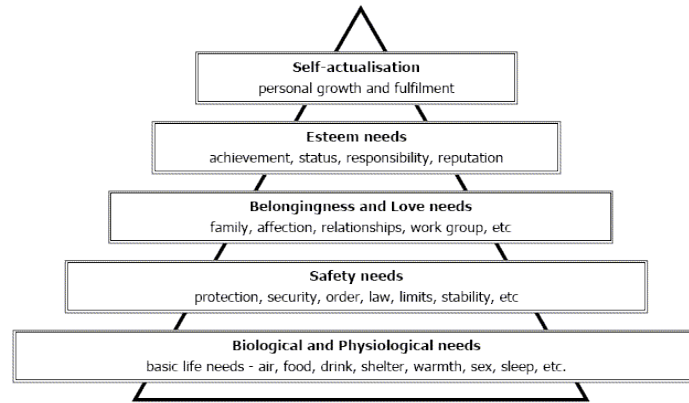 Self-actualisation
personal growth and fulfilment
Esteem needs
achievement, status, responsibility, reputation
Belongingness and Love needs
family, affection, relationships, work group, etc
Safety needs
protection, security, order, law, limits, stability, etc
Biological and Physiological needs
basic life needs - air, food, drink, shelter, warmth, sex, sleep, etc.